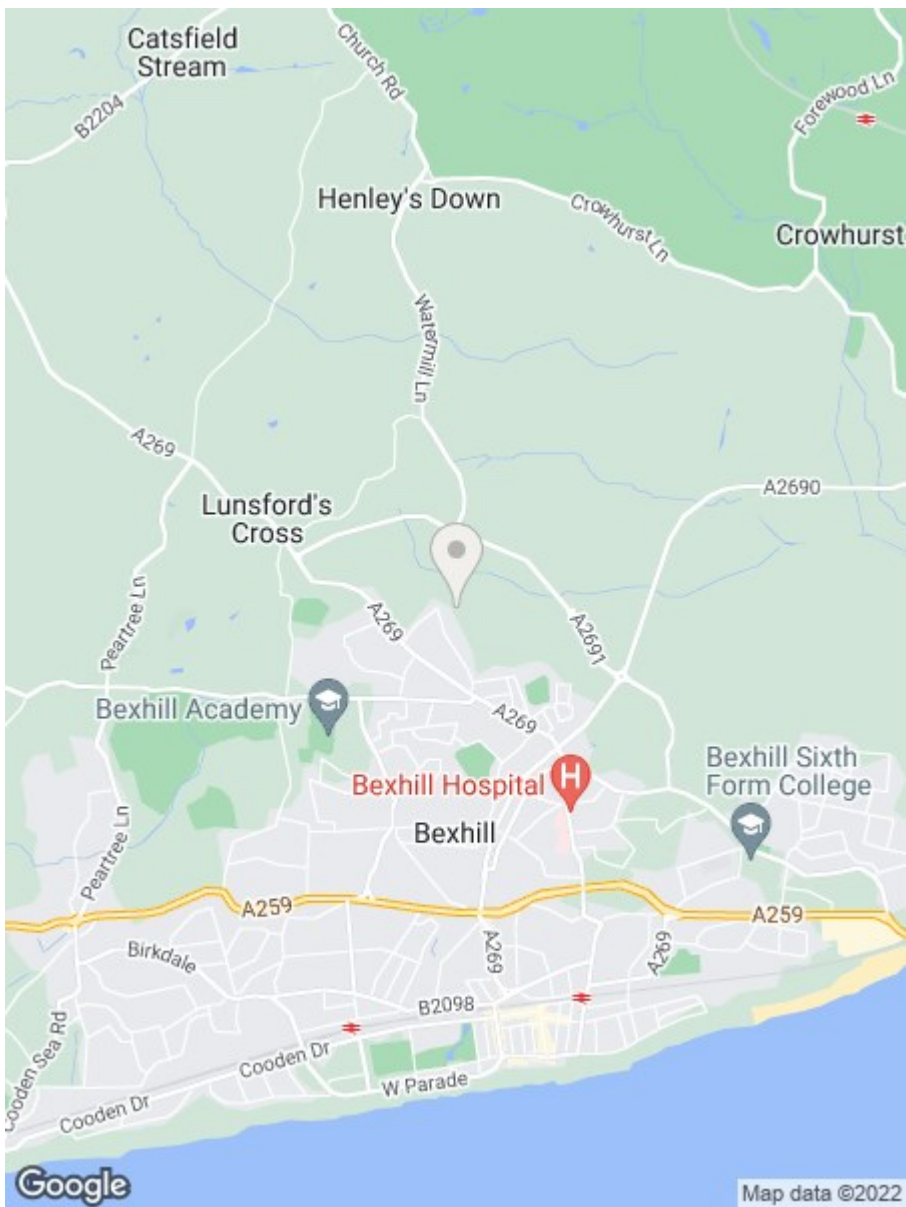 Catsfield
Stream
Church Rd
B2204
Forewood Ln
Henley's Down
Crowhurst Ln
Crowhurst
Watermill Ln
A269
A2690
Lunsford's
Cross
Peartree Ln
A269
A2691
Bexhill Academy
A269
Bexhill Sixth
Form College
Bexhill Hospital
H
Bexhill
Peartree Ln
A259
A259
Birkdale
A269
A269
B2098
Cooden Sea Rd
Cooden Dr
W Parade
Cooden Dr
Google
Map data ©2022